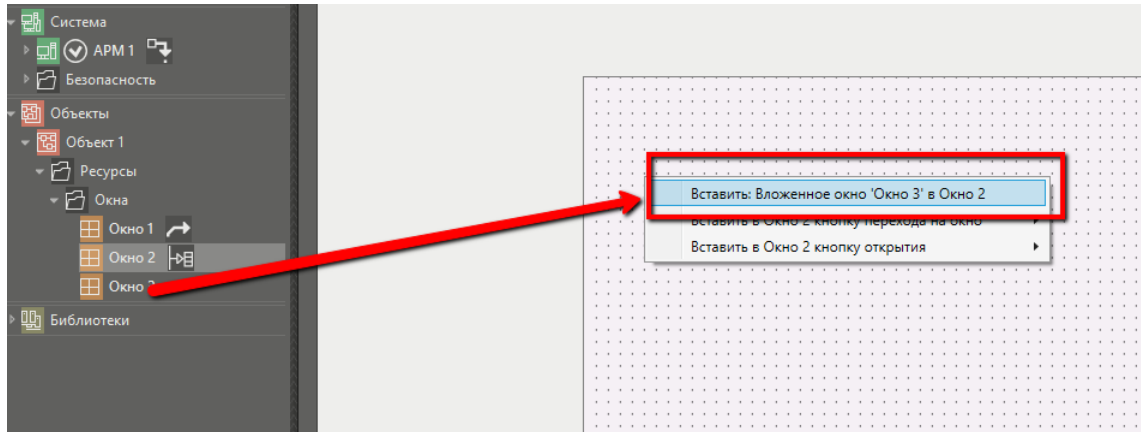 Система
АРМ 1
Безопасность
Объекты
Объект 1
Ресурсы
Окна
Окно 1
Окно 2
Окно
Библиотеки
Вставить: Вложенное окно 'Окно 3' в Окно 2
Вставить в Окно 2 кнопку перехода на окно
Вставить в Окно 2 кнопку открытия